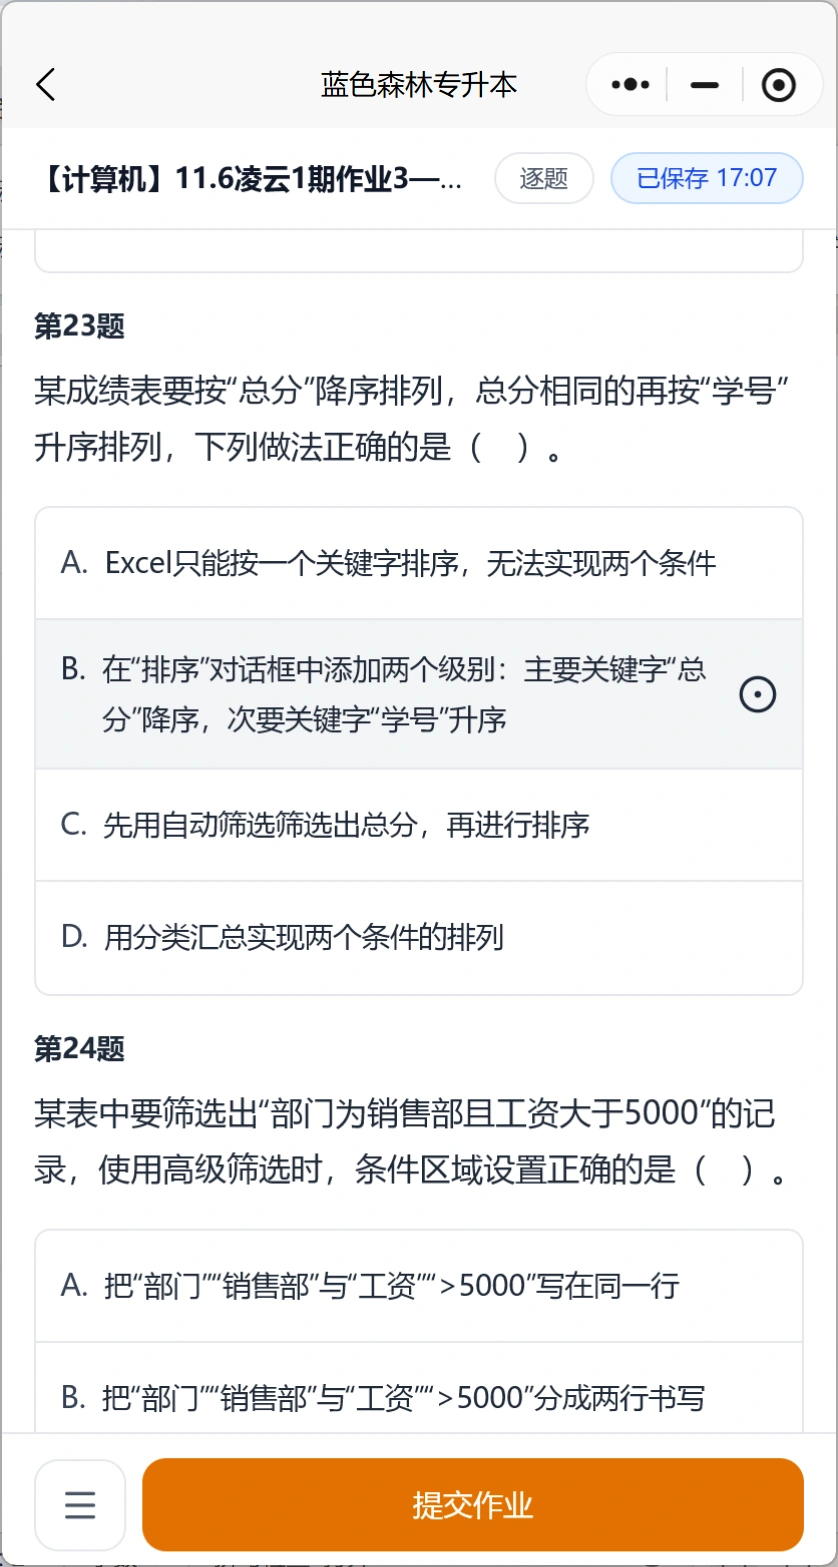 蓝色森林专升本
【计算机】11.6凌云1期作业3—...
逐题
已保存 17:07
第23题
某成绩表要按“总分”降序排列，总分相同的再按“学号”
升序排列，下列做法正确的是（　）。
A. Excel只能按一个关键字排序，无法实现两个条件
B. 在“排序”对话框中添加两个级别：主要关键字“总
分”降序，次要关键字“学号”升序
C. 先用自动筛选筛选出总分，再进行排序
D. 用分类汇总实现两个条件的排列
第24题
某表中要筛选出“部门为销售部且工资大于5000”的记
录，使用高级筛选时，条件区域设置正确的是（　）。
A. 把“部门”“销售部”与“工资”“>5000”写在同一行
B. 把“部门”“销售部”与“工资”“>5000”分成两行书写
提交作业